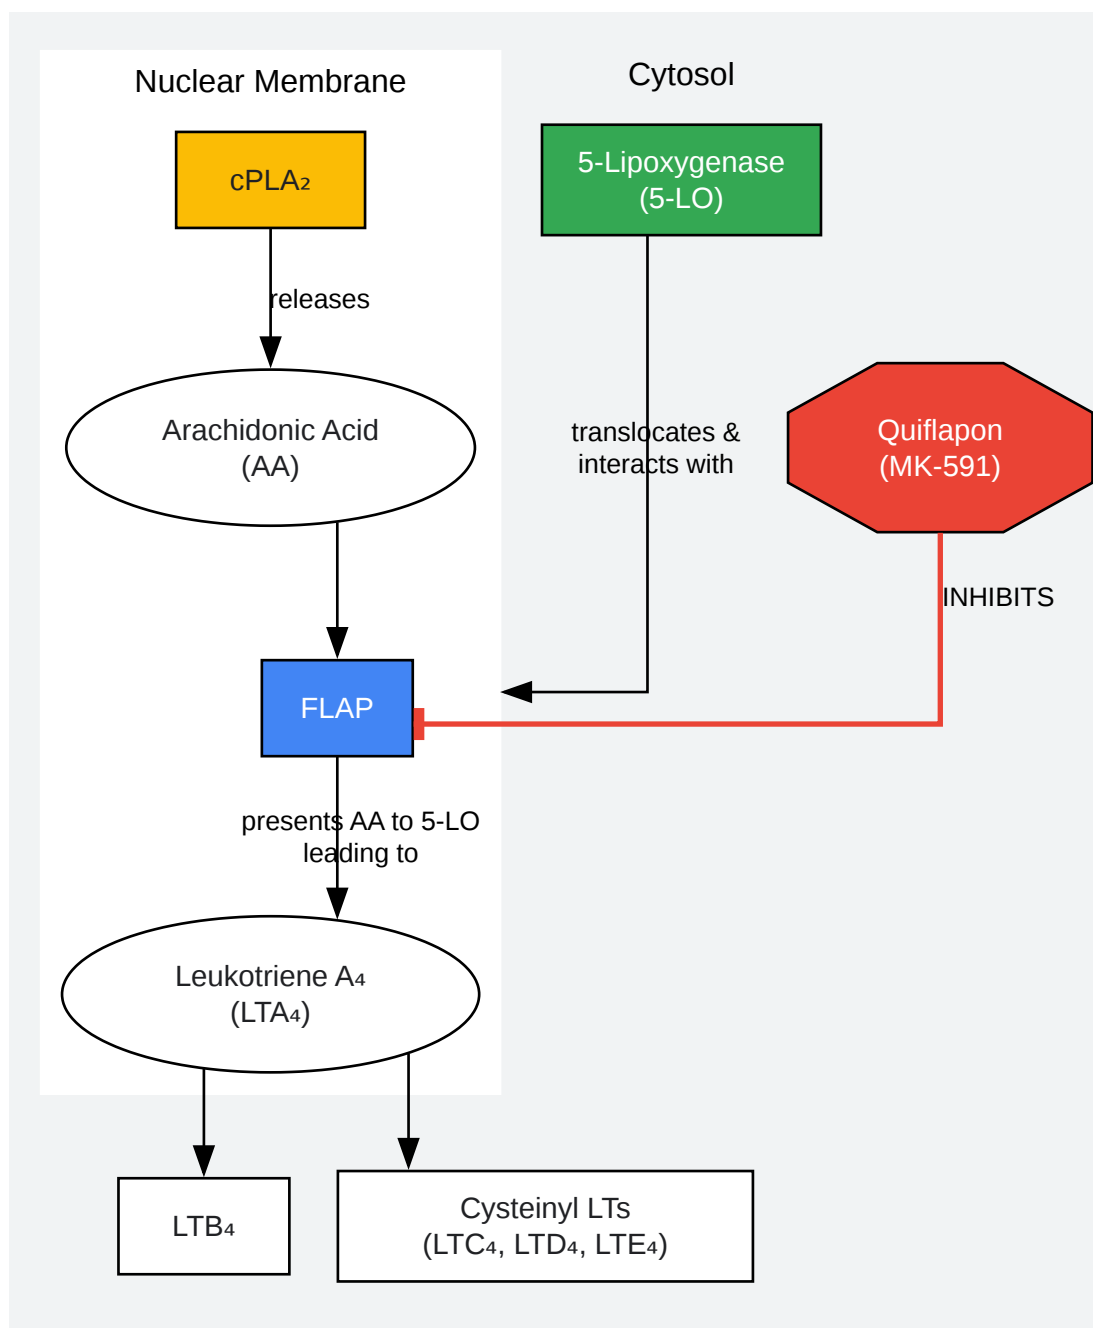 Nuclear Membrane
Cytosol
cPLA₂
5-Lipoxygenase
(5-LO)
releases
Arachidonic Acid
(AA)
translocates &
interacts with
Quiflapon
(MK-591)
INHIBITS
FLAP
presents AA to 5-LO
leading to
Leukotriene A₄
(LTA₄)
LTB₄
Cysteinyl LTs
(LTC₄, LTD₄, LTE₄)